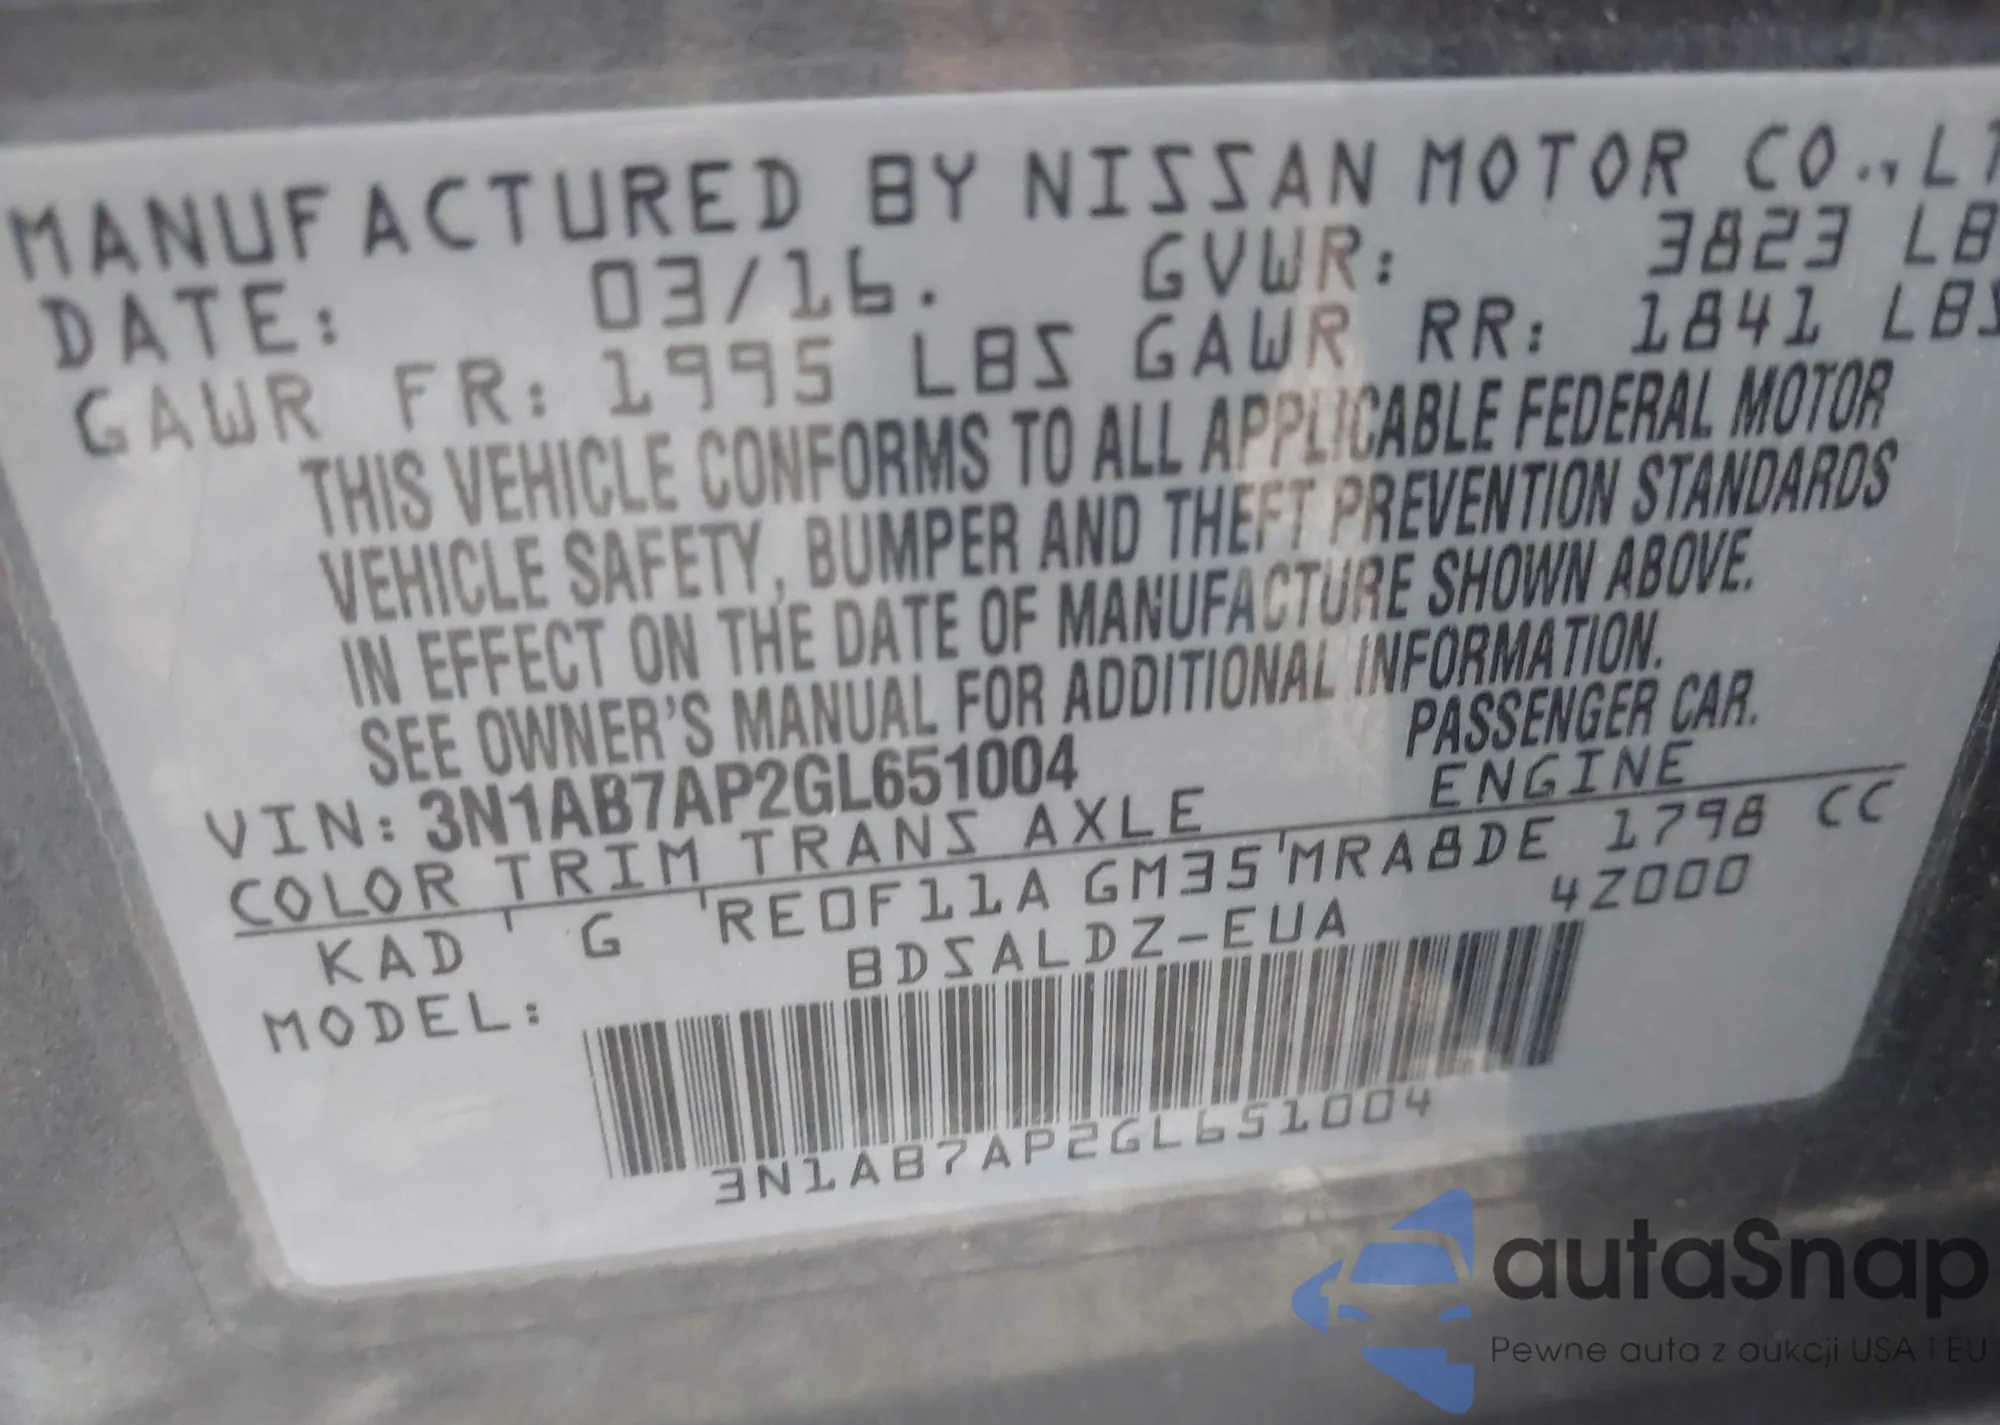 MANUFACTURED BY NISSAN MOTOR CO., LT
DATE: 03/16. GVWR: 3823 LB
GAWR FR: 1995 LBS GAWR RR: 1841 LBS
THIS VEHICLE CONFORMS TO ALL APPLICABLE FEDERAL MOTOR
VEHICLE SAFETY, BUMPER AND THEFT PREVENTION STANDARDS
IN EFFECT ON THE DATE OF MANUFACTURE SHOWN ABOVE.
SEE OWNER'S MANUAL FOR ADDITIONAL INFORMATION.
VIN: 3N1AB7AP2GL651004 PASSENGER CAR.
COLOR TRIM TRANS AXLE ENGINE
KAD G RE0F11A GM35 MRA8DE 1798 CC
MODEL: BDSALDZ-EUA 4Z000
3N1AB7AP2GL651004
autaSnap
Pewne auta z aukcji USA i EU